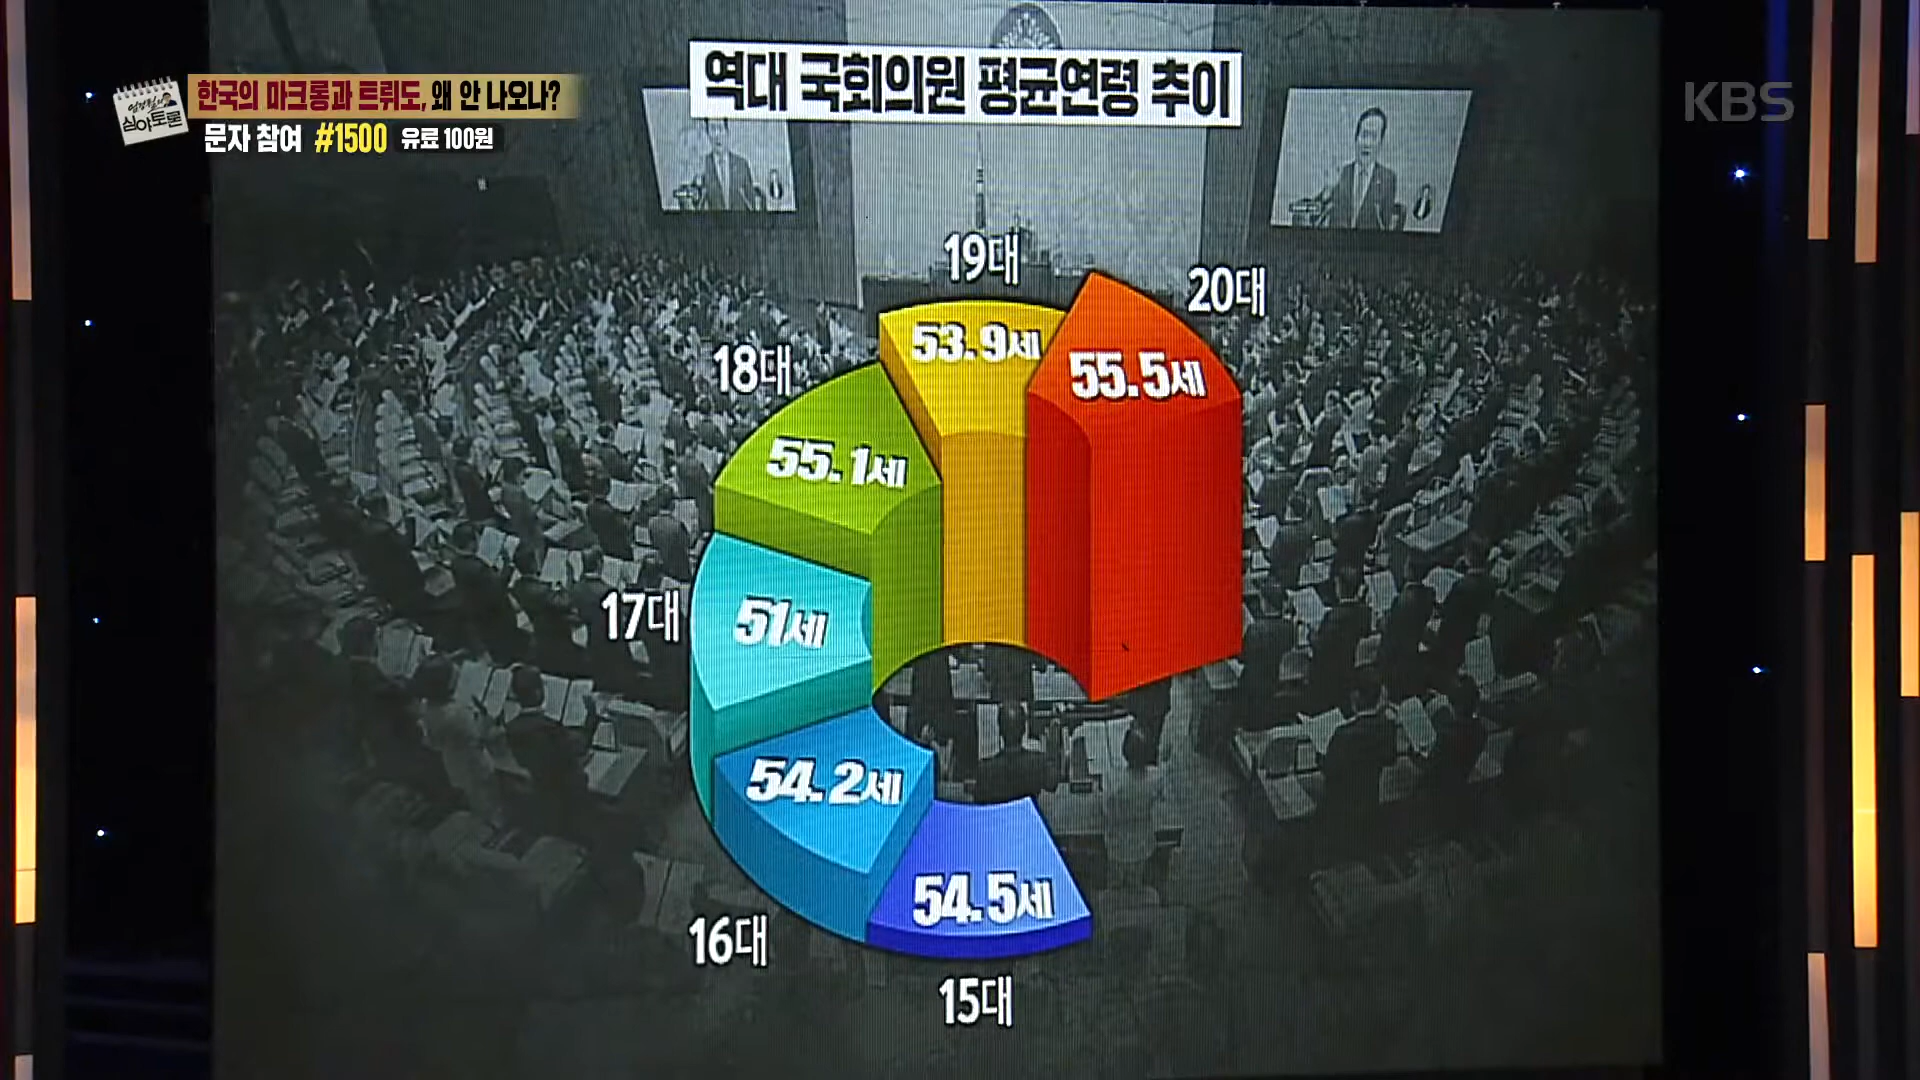 역대 국회의원 평균연령 추이
한국의 마크롱과 트뤼도, 왜 안 나오나?
엄경철의
심야토론
문자 참여 #1500 유료 100원
KBS
19대
53.9세
20대
55.5세
18대
55.1세
17대
51세
16대
54.2세
15대
54.5세